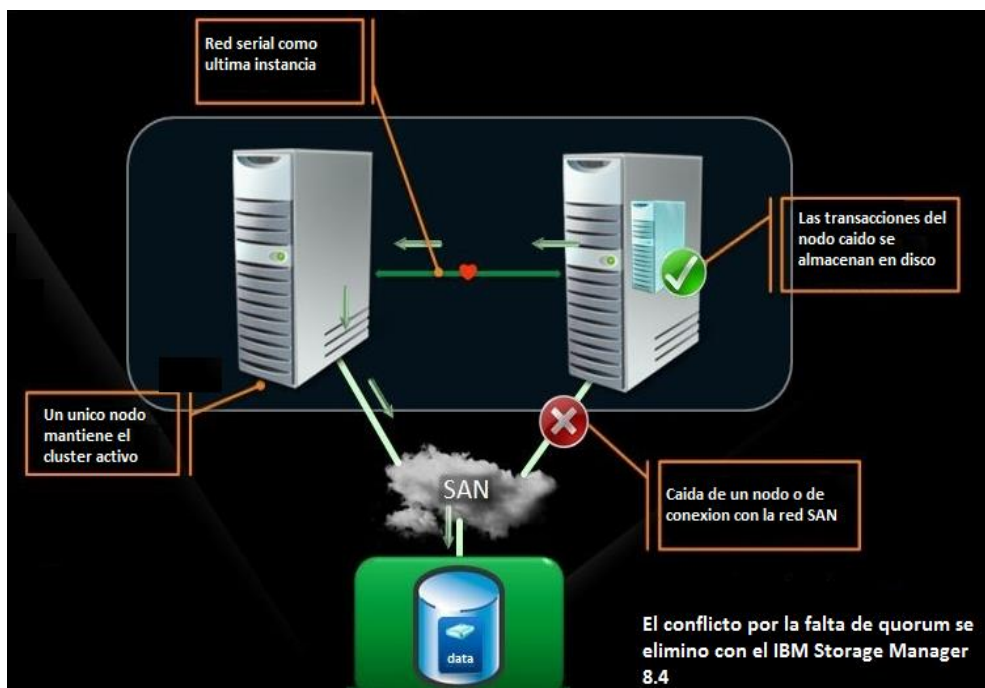 Red serial como
ultima instancia
Las transacciones del
nodo caido se
almacenan en disco
Un unico nodo
mantiene el
cluster activo
SAN
Caida de un nodo o de
conexion con la red SAN
data
El conflicto por la falta de quorum se
elimino con el IBM Storage Manager
8.4